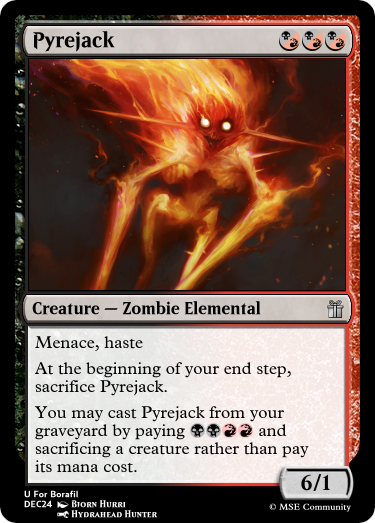 Pyrejack
Creature — Zombie Elemental
Menace, haste
At the beginning of your end step,
sacrifice Pyrejack.
You may cast Pyrejack from your
graveyard by paying and
sacrificing a creature rather than pay
its mana cost.
6/1
U For Borafil
DEC24 Bjorn Hurri
Hydrahead Hunter
© MSE Community